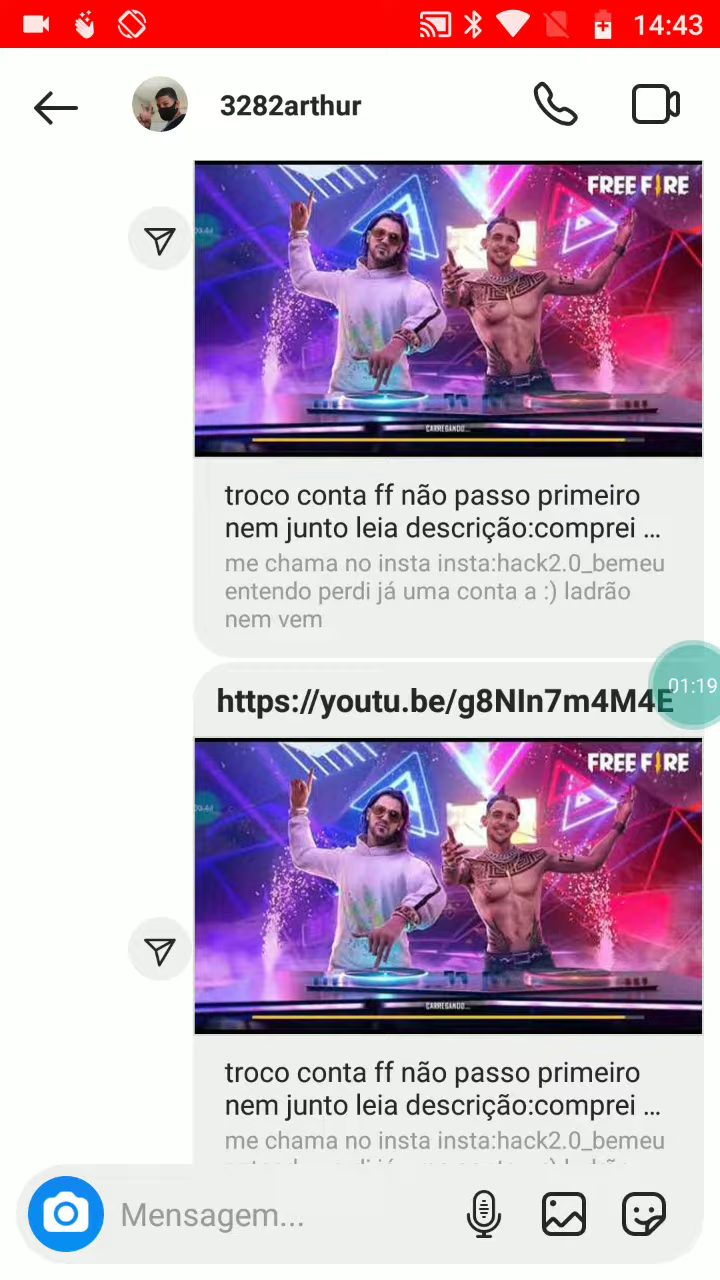 14:43
3282arthur
FREE FIRE
CARREGANDO...
troco conta ff não passo primeiro
nem junto leia descrição:comprei ...
me chama no insta insta:hack2.0_bemeu
entendo perdi já uma conta a :) ladrão
nem vem
01:19
https://youtu.be/g8NIn7m4M4E
FREE FIRE
CARREGANDO...
troco conta ff não passo primeiro
nem junto leia descrição:comprei ...
me chama no insta insta:hack2.0_bemeu
Mensagem...